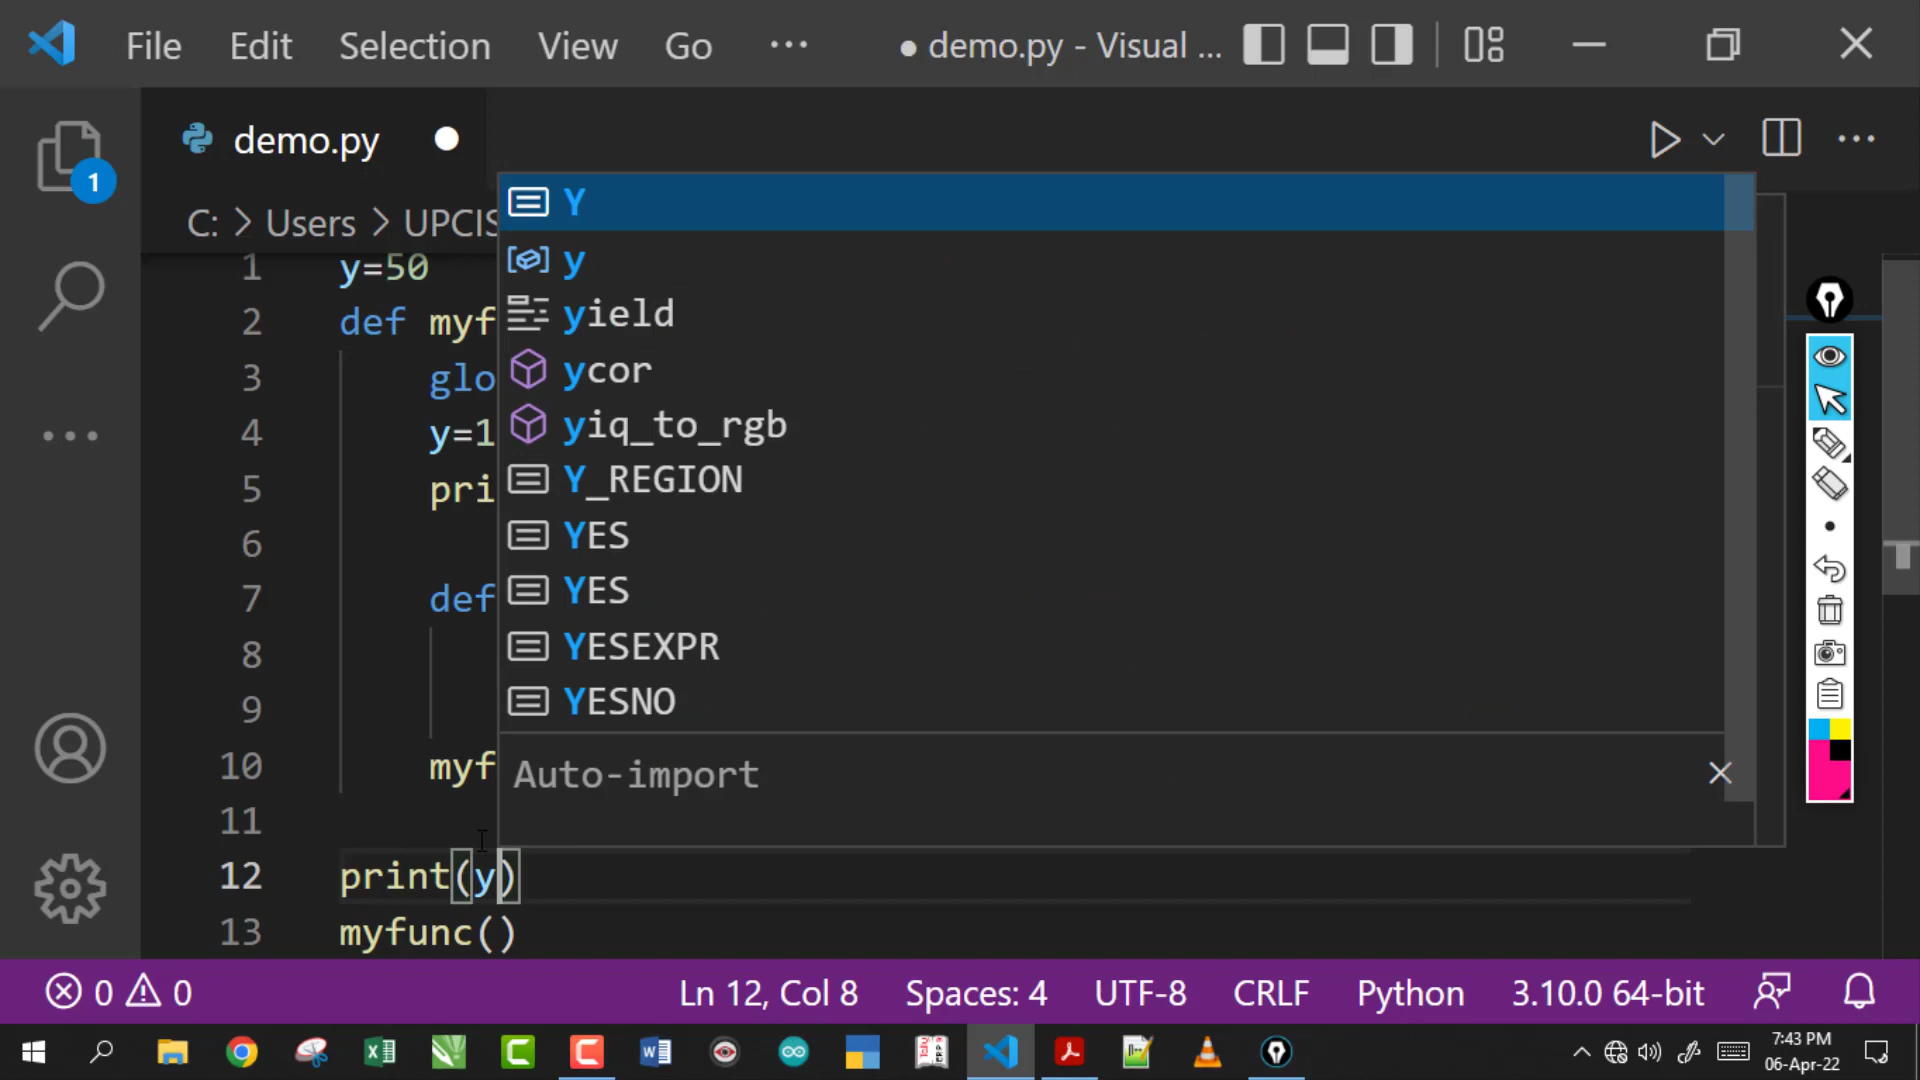 File Edit Selection View Go ··· ● demo.py - Visual ...
demo.py ●
1
C: > Users > UPCIS
1 y=50
2 def myf
3 glo
4 y=1
5 pri
6
7 def
8
9
10 myf
11
12 print(y)
13 myfunc()
Y
y
yield
ycor
yiq_to_rgb
Y_REGION
YES
YES
YESEXPR
YESNO
Auto-import
0 0 Ln 12, Col 8 Spaces: 4 UTF-8 CRLF Python 3.10.0 64-bit
7:43 PM
06-Apr-22